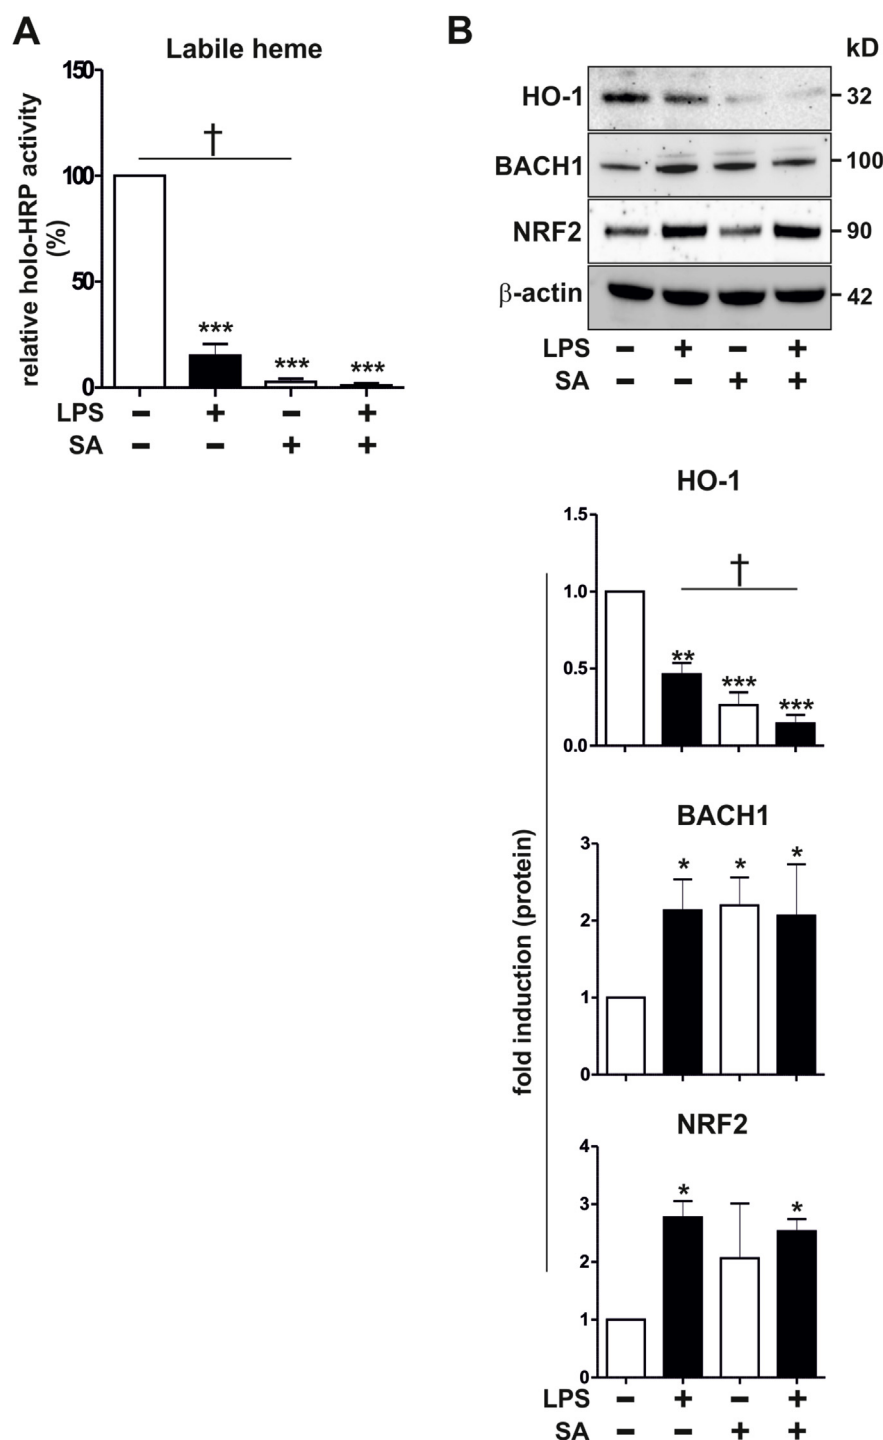 A
Labile heme
relative holo-HRP activity
(%)
150
100
50
0
†
***
***
***
LPS − + − +
SA − − + +
B
kD
HO-1 32
BACH1 100
NRF2 90
β-actin 42
LPS − + − +
SA − − + +
fold induction (protein)
HO-1
1.5
1.0
0.5
0.0
†
**
***
***
BACH1
3
2
1
0
*
*
*
NRF2
4
3
2
1
0
*
*
LPS − + − +
SA − − + +